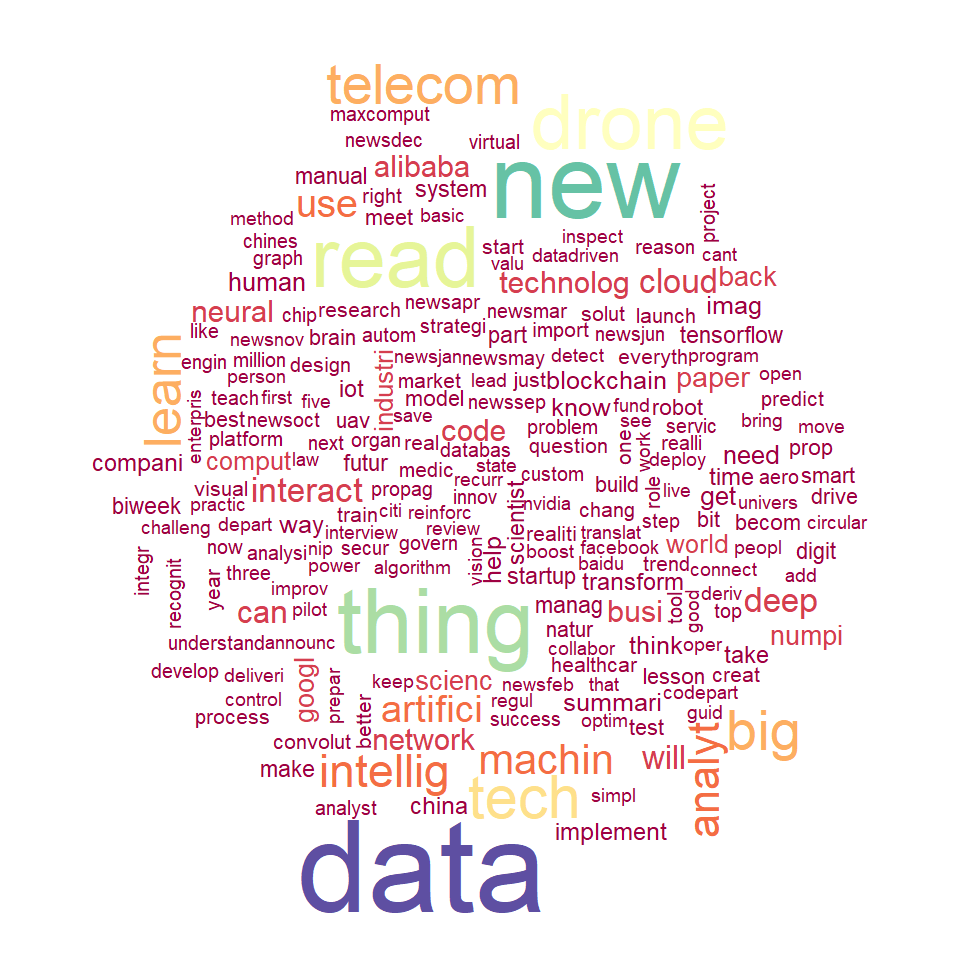 telecom
maxcomput
drone
newsdec
virtual
alibaba
new
manual
right
system
use
method
meet
basic
project
chines
read
start
inspect
reason
graph
valu
datadriven
cant
human
technolog
cloud
back
neural
chip
research
newsapr
newsmar
solut
launch
imag
like
newsnov
brain
autom
strategi
part
import
newsjun
tensorflow
learn
engin
million
design
industri
newsjan
newsmay
detect
everyth
program
person
iot
market
lead
just
blockchain
paper
open
teach
first
five
save
model
newssep
know
fund
robot
predict
enterpris
best
newsoct
uav
code
problem
one
see
servic
bring
move
platform
next
organ
real
databas
question
work
realli
need
prop
compani
comput
law
futur
medic
state
custom
deploy
time
aero
smart
visual
interact
propag
recurr
innov
scientist
nvidia
build
role
live
get
univers
drive
biweek
practic
train
citi
reinforc
chang
step
bit
becom
circular
challeng
depart
way
interview
review
realiti
translat
now
analysi
nip
secur
govern
vision
help
boost
facebook
world
peopl
digit
integr
recognit
year
three
power
algorithm
startup
baidu
trend
connect
improv
transform
add
can
pilot
thing
manag
busi
tool
good
deriv
top
deep
natur
numpi
understand
announc
collabor
think
oper
take
healthcar
develop
deliveri
googl
prepar
keep
scienc
newsfeb
that
lesson
creat
control
better
artifici
regul
summari
codepart
process
success
optim
test
guid
convolut
network
big
make
intellig
machin
will
analyt
tech
simpl
analyst
china
implement
data